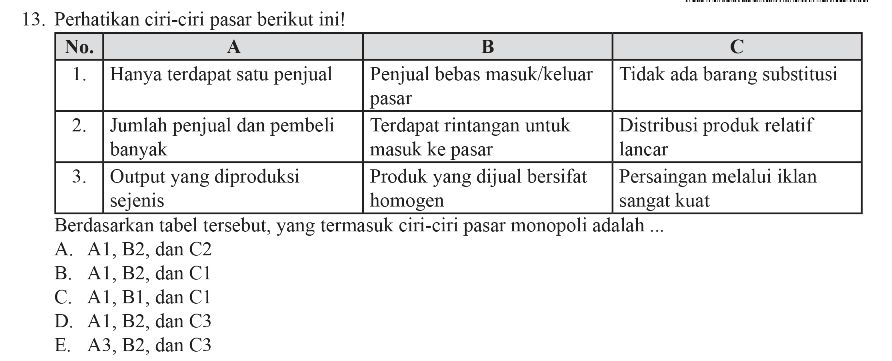 13. Perhatikan ciri-ciri pasar berikut ini!
No. A B C
1. Hanya terdapat satu penjual Penjual bebas masuk/keluar pasar Tidak ada barang substitusi
2. Jumlah penjual dan pembeli banyak Terdapat rintangan untuk masuk ke pasar Distribusi produk relatif lancar
3. Output yang diproduksi sejenis Produk yang dijual bersifat homogen Persaingan melalui iklan sangat kuat
Berdasarkan tabel tersebut, yang termasuk ciri-ciri pasar monopoli adalah ...
A. A1, B2, dan C2
B. A1, B2, dan C1
C. A1, B1, dan C1
D. A1, B2, dan C3
E. A3, B2, dan C3